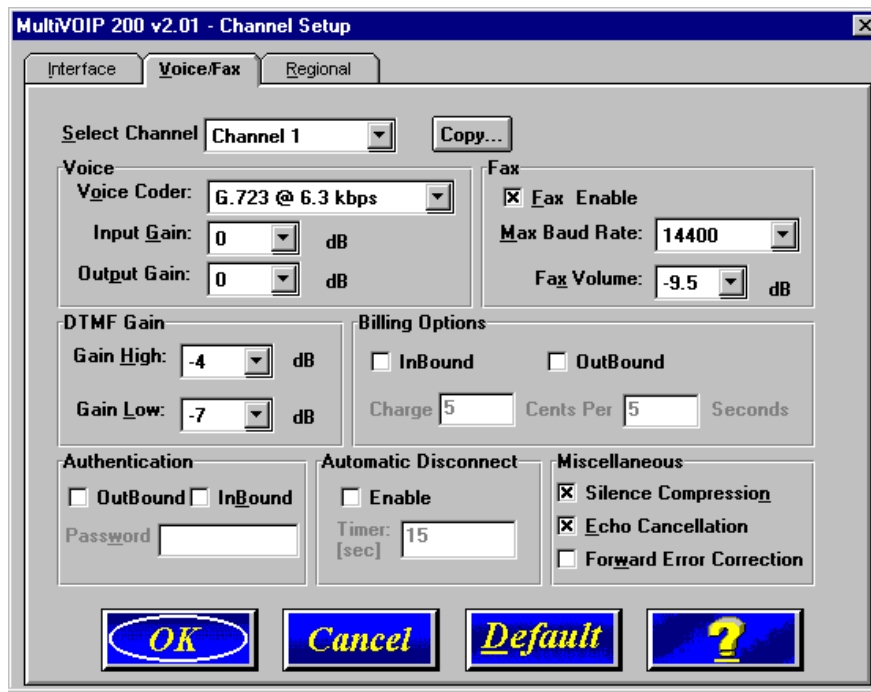 MultiVOIP 200 v2.01 - Channel Setup
Interface Voice/Fax Regional
Select Channel Channel 1 Copy...
Voice
Voice Coder: G.723 @ 6.3 kbps
Input Gain: 0 dB
Output Gain: 0 dB
Fax
Fax Enable
Max Baud Rate: 14400
Fax Volume: -9.5 dB
DTMF Gain
Gain High: -4 dB
Gain Low: -7 dB
Billing Options
InBound OutBound
Charge 5 Cents Per 5 Seconds
Authentication
OutBound InBound
Password
Automatic Disconnect
Enable
Timer: 15
[sec]
Miscellaneous
Silence Compression
Echo Cancellation
Forward Error Correction
OK Cancel Default ?